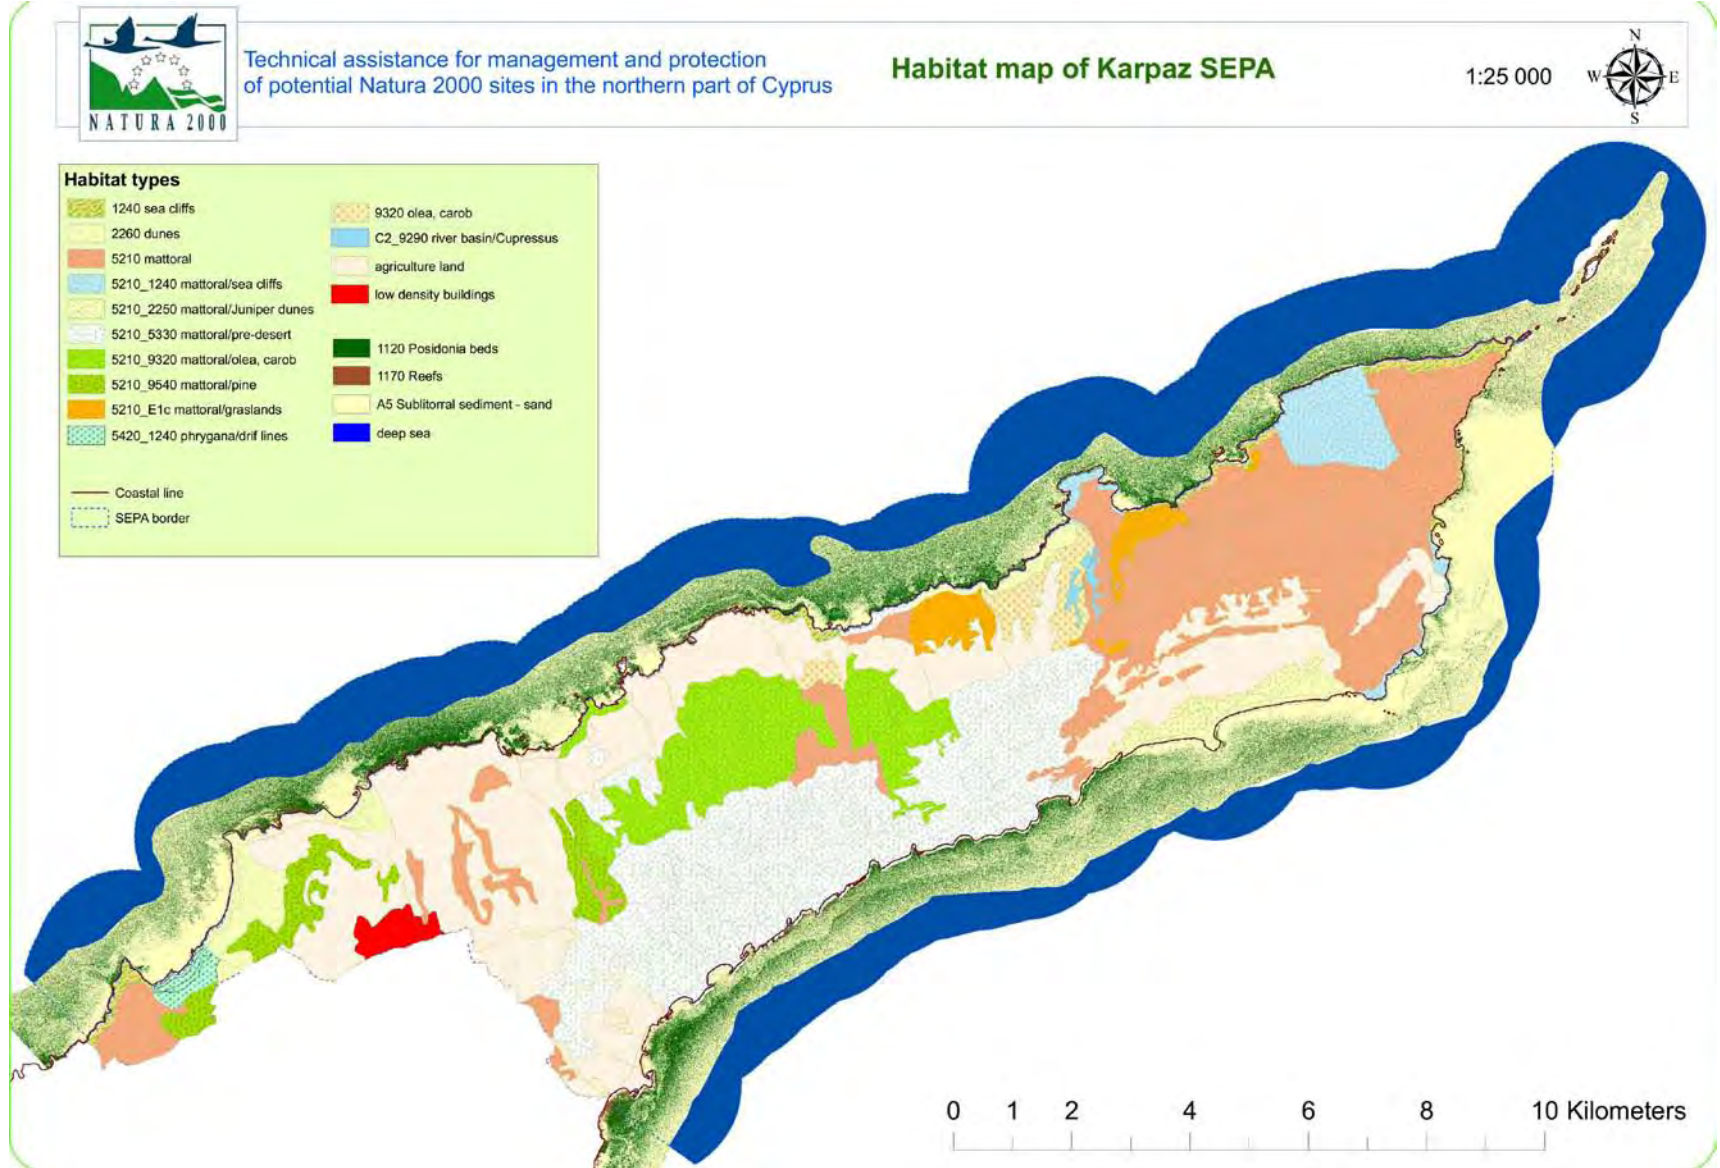 NATURA 2000
Technical assistance for management and protection
of potential Natura 2000 sites in the northern part of Cyprus
Habitat map of Karpaz SEPA
1:25 000
N
W E
S
Habitat types
1240 sea cliffs
2260 dunes
5210 mattoral
5210_1240 mattoral/sea cliffs
5210_2250 mattoral/Juniper dunes
5210_5330 mattoral/pre-desert
5210_9320 mattoral/olea, carob
5210_9540 mattoral/pine
5210_E1c mattoral/graslands
5420_1240 phrygana/drif lines
9320 olea, carob
C2_9290 river basin/Cupressus
agriculture land
low density buildings
1120 Posidonia beds
1170 Reefs
A5 Sublitorral sediment - sand
deep sea
Coastal line
SEPA border
0 1 2 4 6 8 10 Kilometers